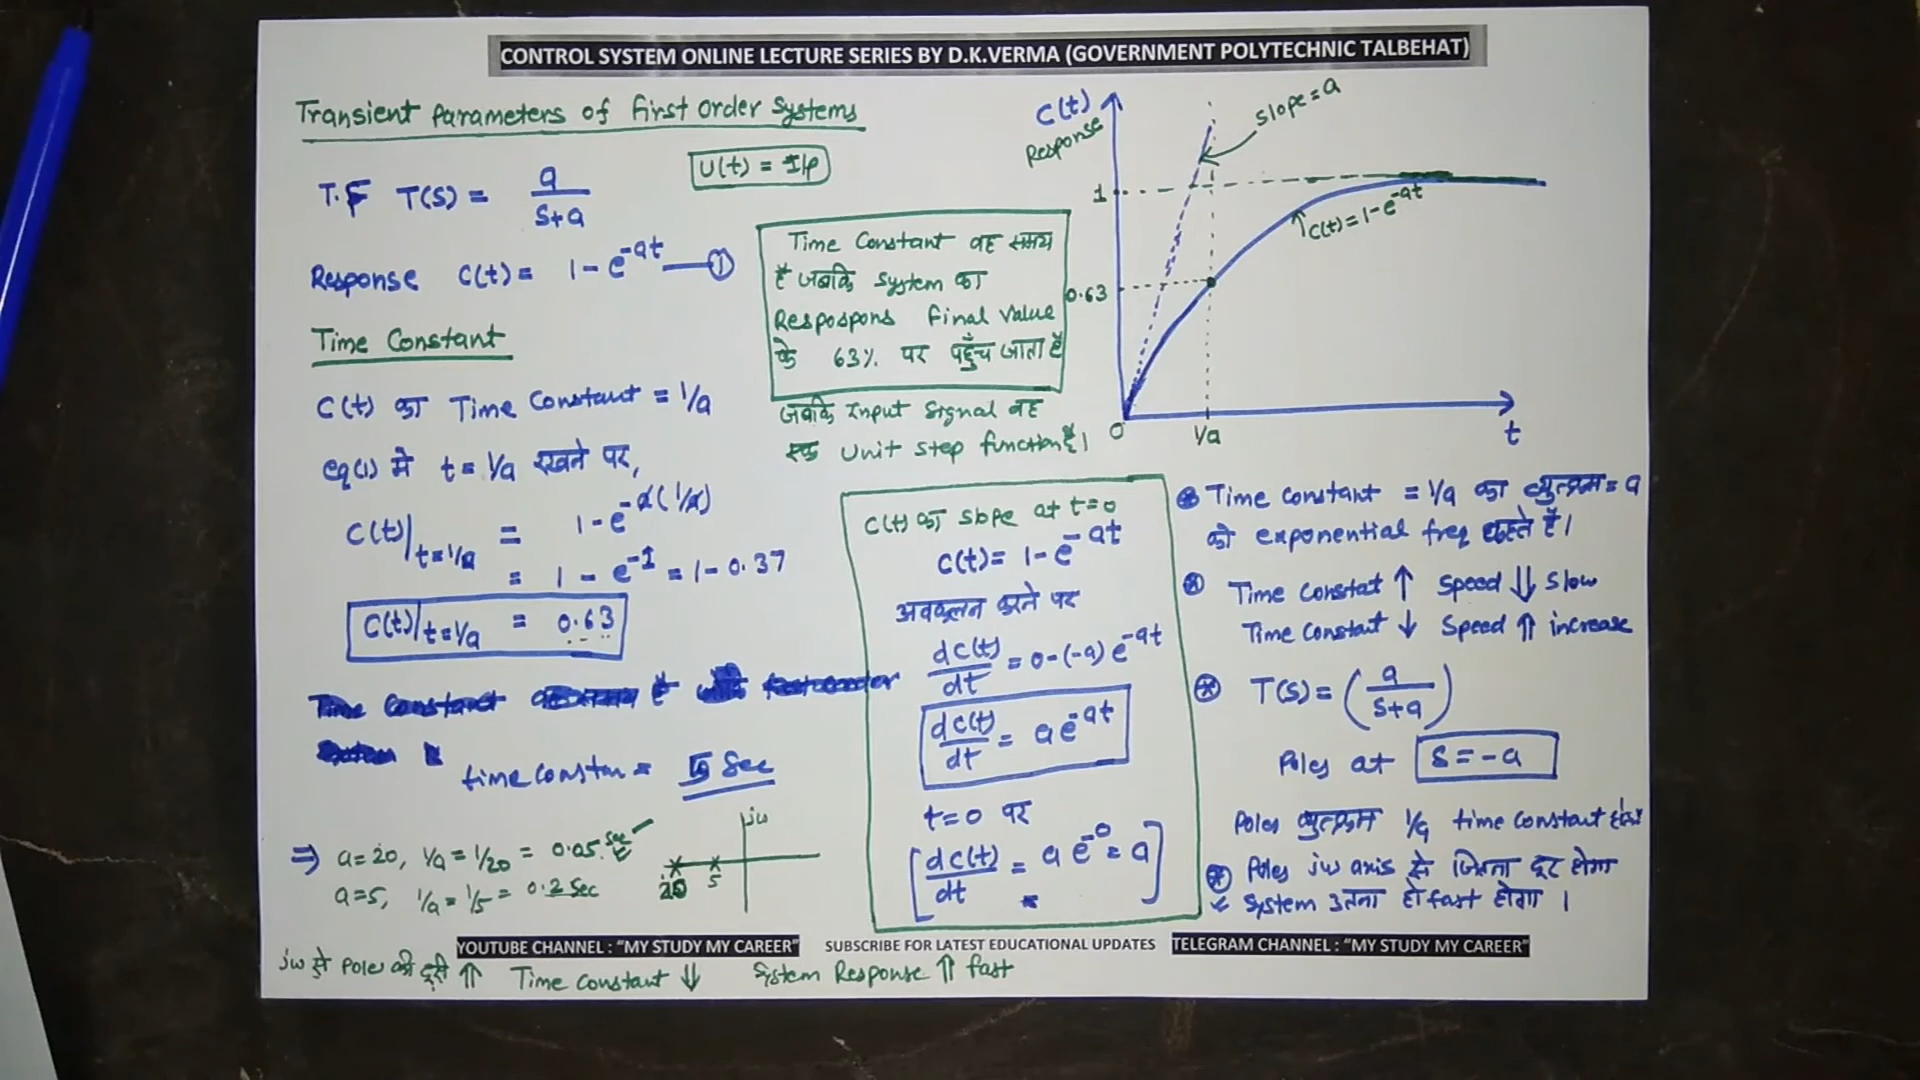 CONTROL SYSTEM ONLINE LECTURE SERIES BY D.K.VERMA (GOVERNMENT POLYTECHNIC TALBEHAT)
Transient Parameters of First Order Systems
U(t) = I/p
T.F T(S) = a/(S+a)
Response C(t) = 1 - e^-at — ①
Time Constant
C(t) का Time Constant = 1/a
eq(1) मे t = 1/a रखने पर,
C(t)|t=1/a = 1 - e^-a(1/a)
= 1 - e^-1 = 1 - 0.37
C(t)|t=1/a = 0.63
time constan =
Sec
⇒ a=20, 1/a = 1/20 = 0.05 Sec
a=5, 1/a = 1/5 = 0.2 Sec
jω
20 5
Time Constant वह समय
है जबकि System का
Respospons final value
के 63% पर पहुँच जाता है
जबकि Input Signal वह
एक Unit Step function है।
C(t) का slope at t=0
C(t) = 1 - e^-at
अवकलन करने पर
dc(t)/dt = 0-(-a) e^-at
dc(t)/dt = a e^-at
t=0 पर
[dc(t)/dt = a e^-0 = a]
C(t)
Response
Slope = a
1
C(t) = 1 - e^-at
0.63
0
1/a
t
⊛ Time Constant = 1/a का व्युत्क्रम = a
को exponential freq कहते हैं।
⊛ Time Constat ↑ Speed ⇓ Slow
Time Constant ↓ Speed ⇑ increase
⊛ T(S) = (a/(S+a))
Poles at S = -a
Poles व्युत्क्रम 1/a time constant
⊛ Poles jω axis से जितना दूर होगा
System उतना ही fast होगा।
YOUTUBE CHANNEL : “MY STUDY MY CAREER” SUBSCRIBE FOR LATEST EDUCATIONAL UPDATES TELEGRAM CHANNEL : “MY STUDY MY CAREER”
jω से Poles की दूरी ⇑ Time Constant ⇓ System Response ⇑ fast